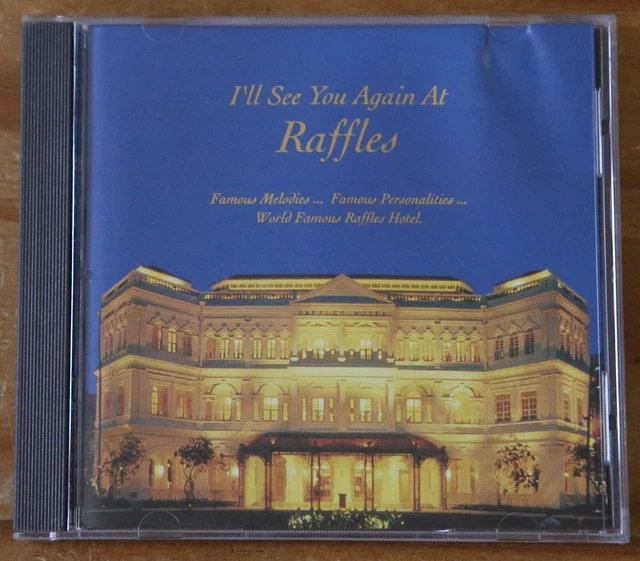 I'll See You Again At
Raffles
Famous Melodies ... Famous Personalities ...
World Famous Raffles Hotel.
RAFFLES HOTEL